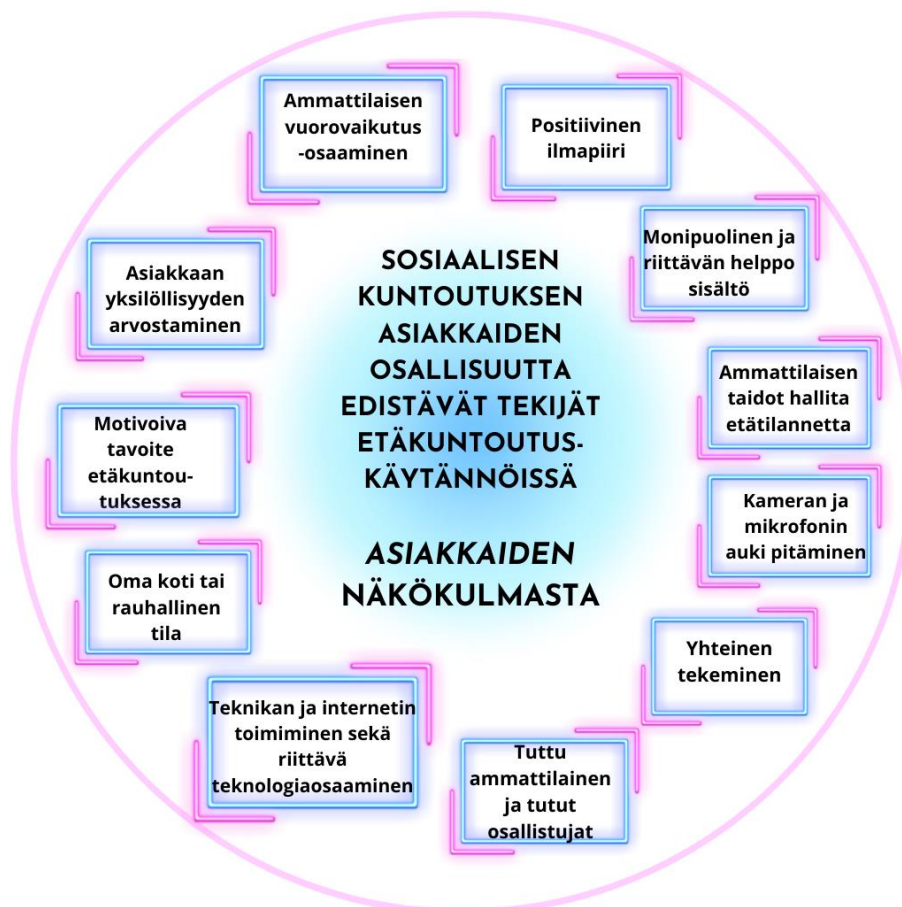 Ammattilaisen
vuorovaikutus
-osaaminen
Positiivinen
ilmapiiri
Monipuolinen ja
riittävän helppo
sisältö
Ammattilaisen
taidot hallita
etätilannetta
Kameran ja
mikrofonin
auki pitäminen
Yhteinen
tekeminen
Tuttu
ammattilainen
ja tutut
osallistujat
Teknikan ja internetin
toimiminen sekä
riittävä
teknologiaosaaminen
Oma koti tai
rauhallinen
tila
Motivoiva
tavoite
etäkuntou-
tuksessa
Asiakkaan
yksilöllisyyden
arvostaminen
SOSIAALISEN
KUNTOUTUKSEN
ASIAKKAIDEN
OSALLISUUTTA
EDISTÄVÄT TEKIJÄT
ETÄKUNTOUTUS-
KÄYTÄNNÖISSÄ
ASIAKKAIDEN
NÄKÖKULMASTA